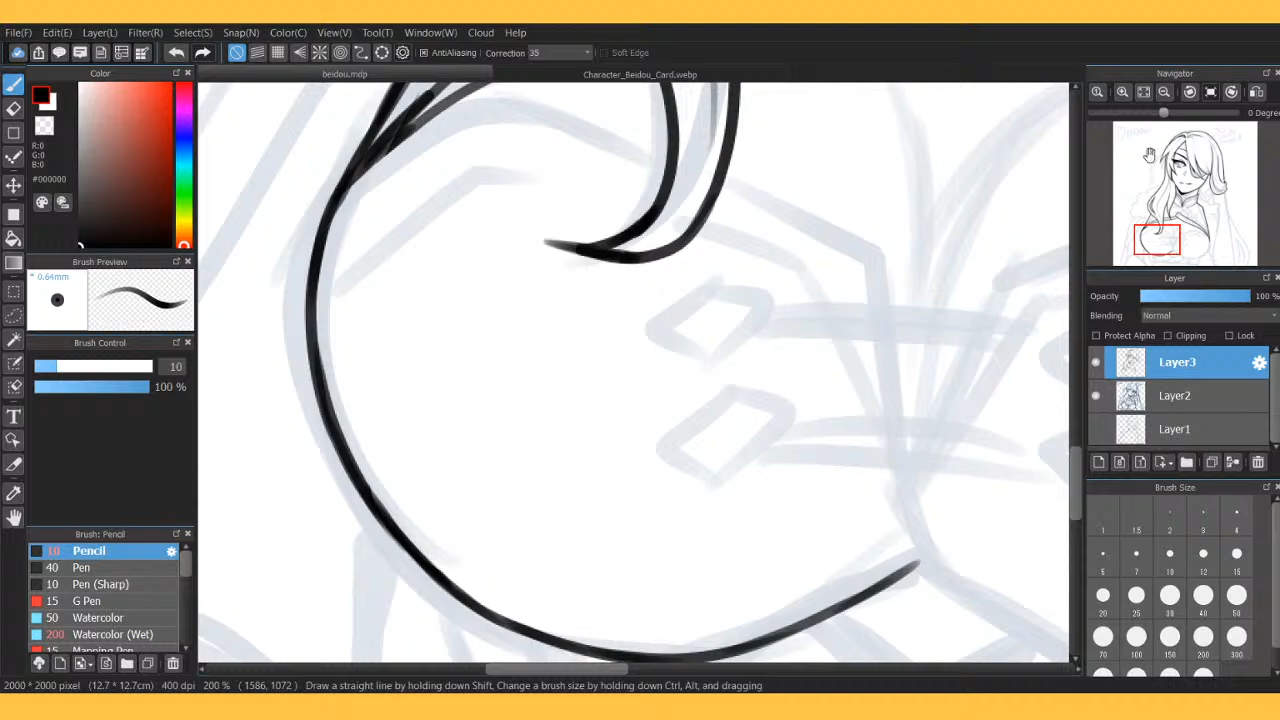 File(F) Edit(E) Layer(L) Filter(R) Select(S) Snap(N) Color(C) View(V) Tool(T) Window(W) Cloud Help
AntiAliasing Correction 35 Soft Edge
Color
beidou.mdp
Character_Beidou_Card.webp
Navigator
0 Degree
R:0
G:0
B:0
#000000
Brush Preview
* 0.64mm
Brush Control
10
100 %
Brush: Pencil
10 Pencil
40 Pen
10 Pen (Sharp)
15 G Pen
50 Watercolor
200 Watercolor (Wet)
15 Mapping Pen
Layer
Opacity 100 %
Blending Normal
Protect Alpha Clipping Lock
Layer3
Layer2
Layer1
Brush Size
1 1.5 2 3 4
5 7 10 12 15
20 25 30 40 50
70 100 150 200 300
2000 * 2000 pixel (12.7 * 12.7cm) 400 dpi 200 % ( 1586, 1072 ) Draw a straight line by holding down Shift, Change a brush size by holding down Ctrl, Alt, and dragging